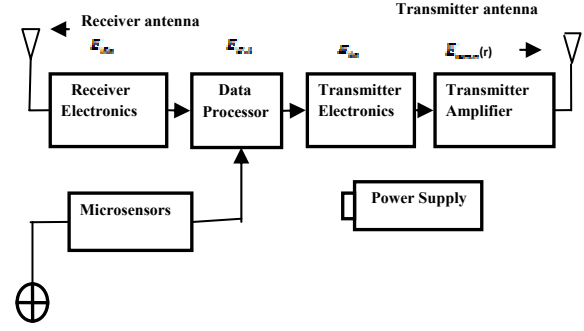 Transmitter antenna
Receiver antenna
(r)
Receiver Electronics
Data Processor
Transmitter Electronics
Transmitter Amplifier
Microsensors
Power Supply